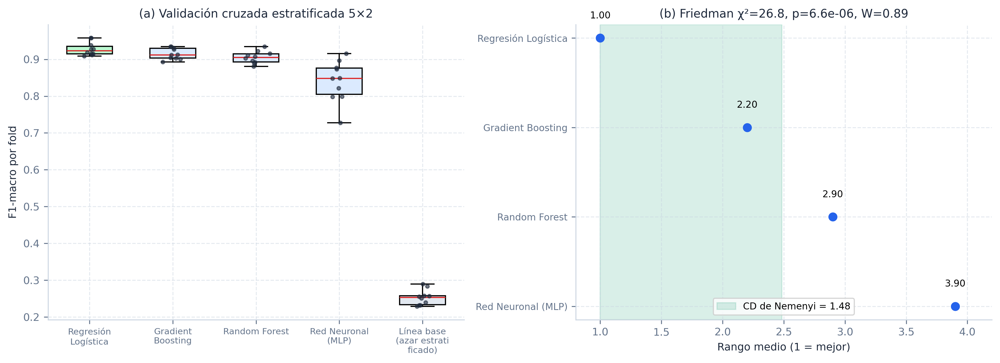 (a) Validación cruzada estratificada 5×2
F1-macro por fold
0.9
0.8
0.7
0.6
0.5
0.4
0.3
0.2
Regresión
Logística
Gradient
Boosting
Random Forest
Red Neuronal
(MLP)
Línea base
(azar estrati
ficado)
(b) Friedman χ²=26.8, p=6.6e-06, W=0.89
Regresión Logística
Gradient Boosting
Random Forest
Red Neuronal (MLP)
1.00
2.20
2.90
3.90
CD de Nemenyi = 1.48
1.0
1.5
2.0
2.5
3.0
3.5
4.0
Rango medio (1 = mejor)